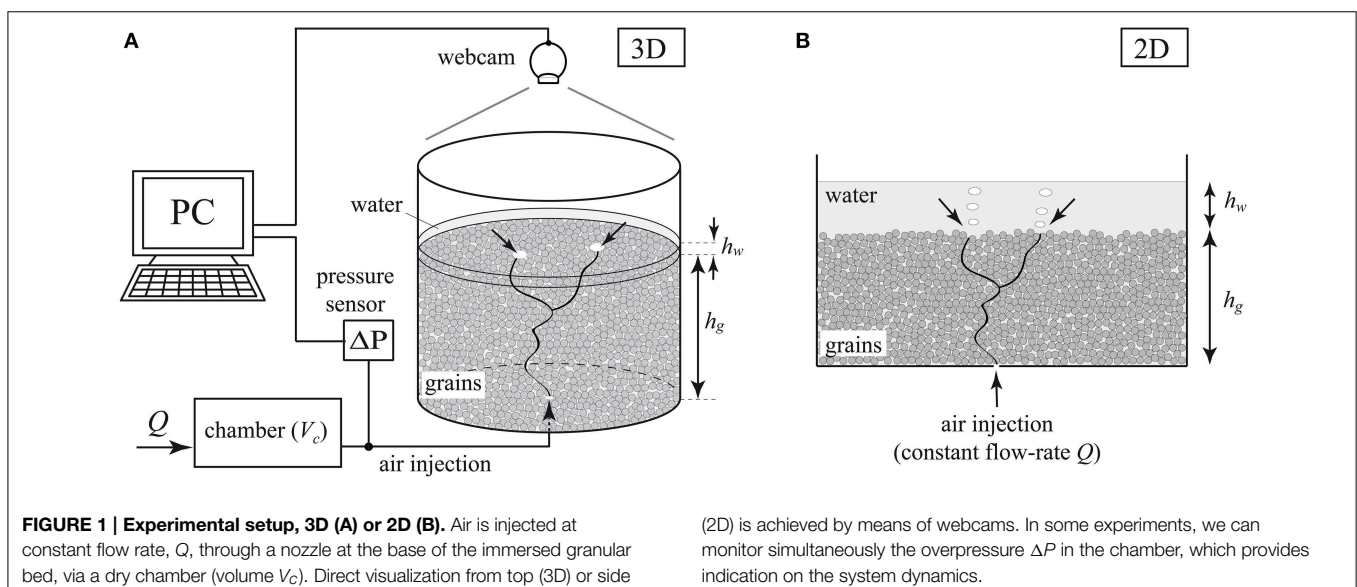 A
webcam
3D
PC
water
h_w
pressure
sensor
ΔP
h_g
grains
Q
chamber (V_c)
air injection
B
2D
water
h_w
h_g
grains
air injection
(constant flow-rate Q)
FIGURE 1 | Experimental setup, 3D (A) or 2D (B). Air is injected at
constant flow rate, Q, through a nozzle at the base of the immersed granular
bed, via a dry chamber (volume V_C). Direct visualization from top (3D) or side
(2D) is achieved by means of webcams. In some experiments, we can
monitor simultaneously the overpressure ΔP in the chamber, which provides
indication on the system dynamics.